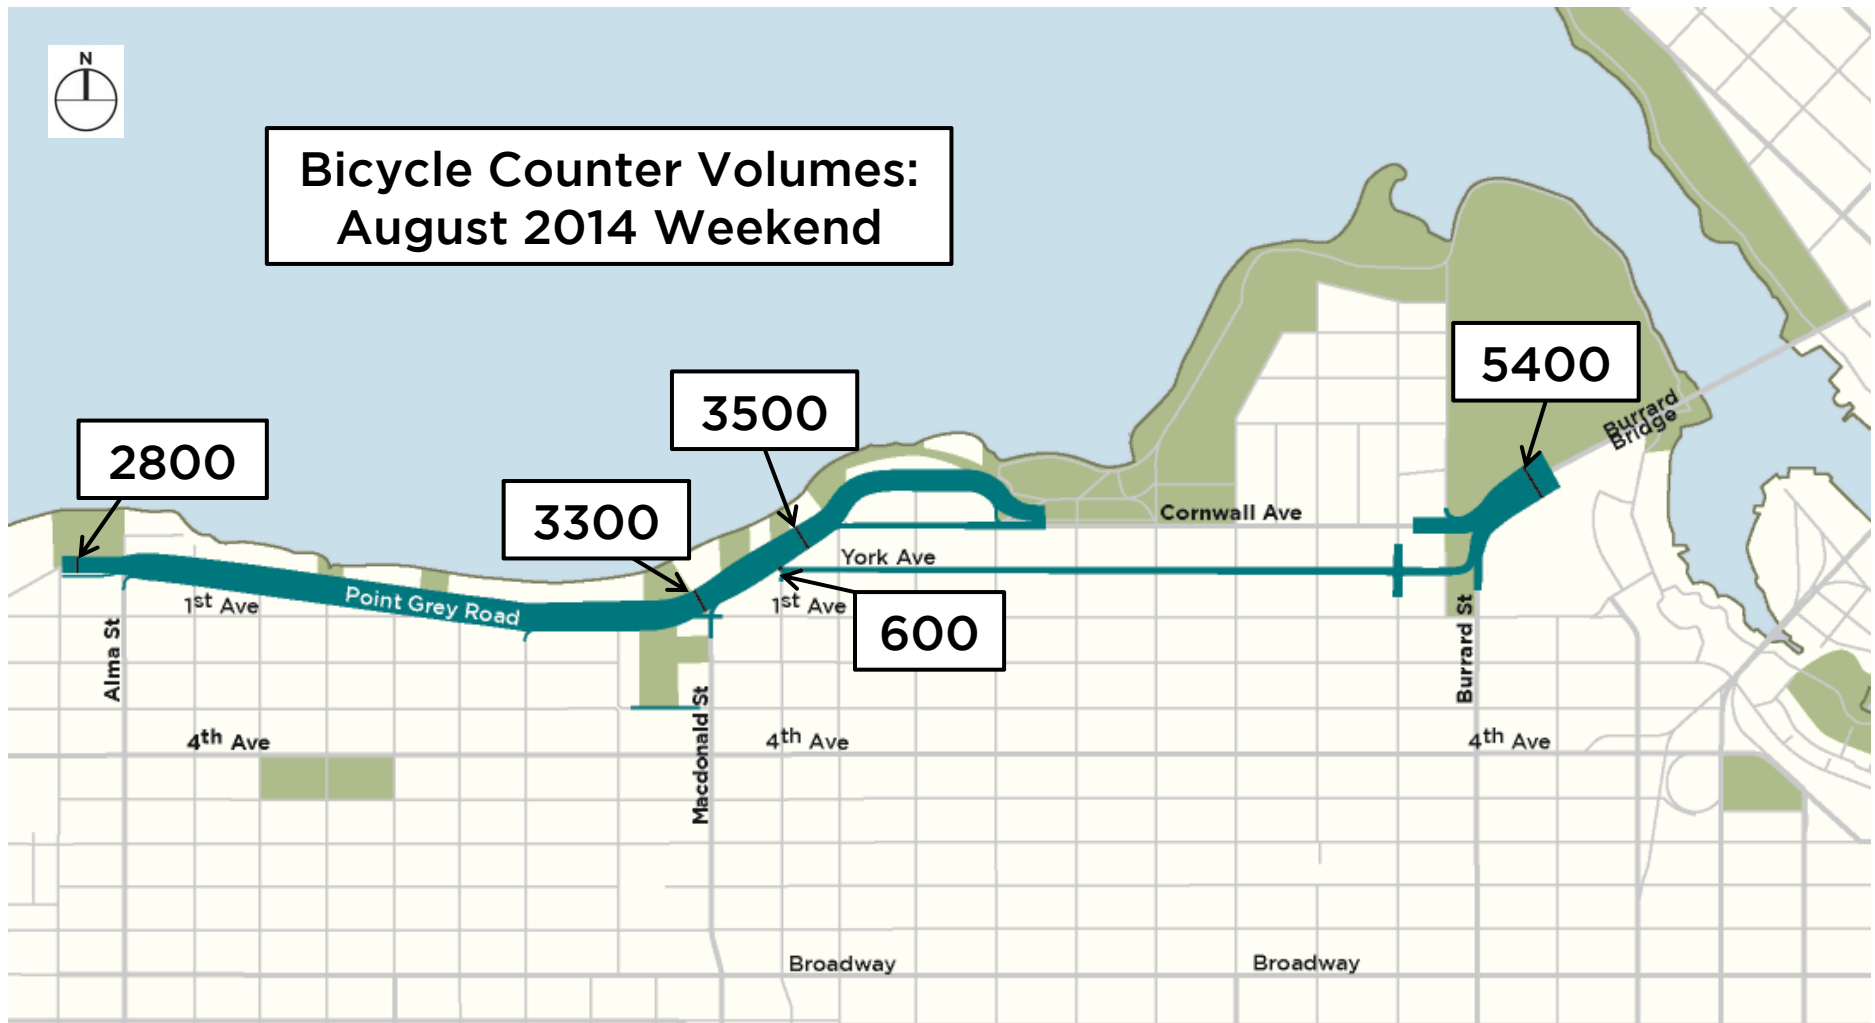 N
Bicycle Counter Volumes:
August 2014 Weekend
5400
Burrard
Bridge
3500
2800
3300
Cornwall Ave
York Ave
1st Ave
Point Grey Road
1st Ave
600
Alma St
Macdonald St
Burrard St
4th Ave
4th Ave
4th Ave
Broadway
Broadway